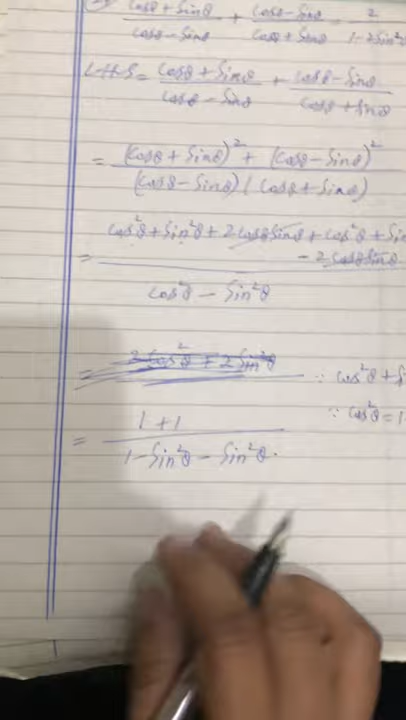 cosθ + sinθ / cosθ - sinθ + cosθ - sinθ / cosθ + sinθ = 2 / 1 - 2sin²θ
LHS = cosθ + sinθ / cosθ - sinθ + cosθ - sinθ / cosθ + sinθ
= (cosθ + sinθ)² + (cosθ - sinθ)² / (cosθ - sinθ)(cosθ + sinθ)
= cos²θ + sin²θ + 2cosθsinθ + cos²θ + sin
- 2cosθsinθ
/ cos²θ - sin²θ
= 2cos²θ + 2sin²θ ∵ cos²θ +
∵ cos²θ = 1
= 1 + 1 / 1 - sin²θ - sin²θ.